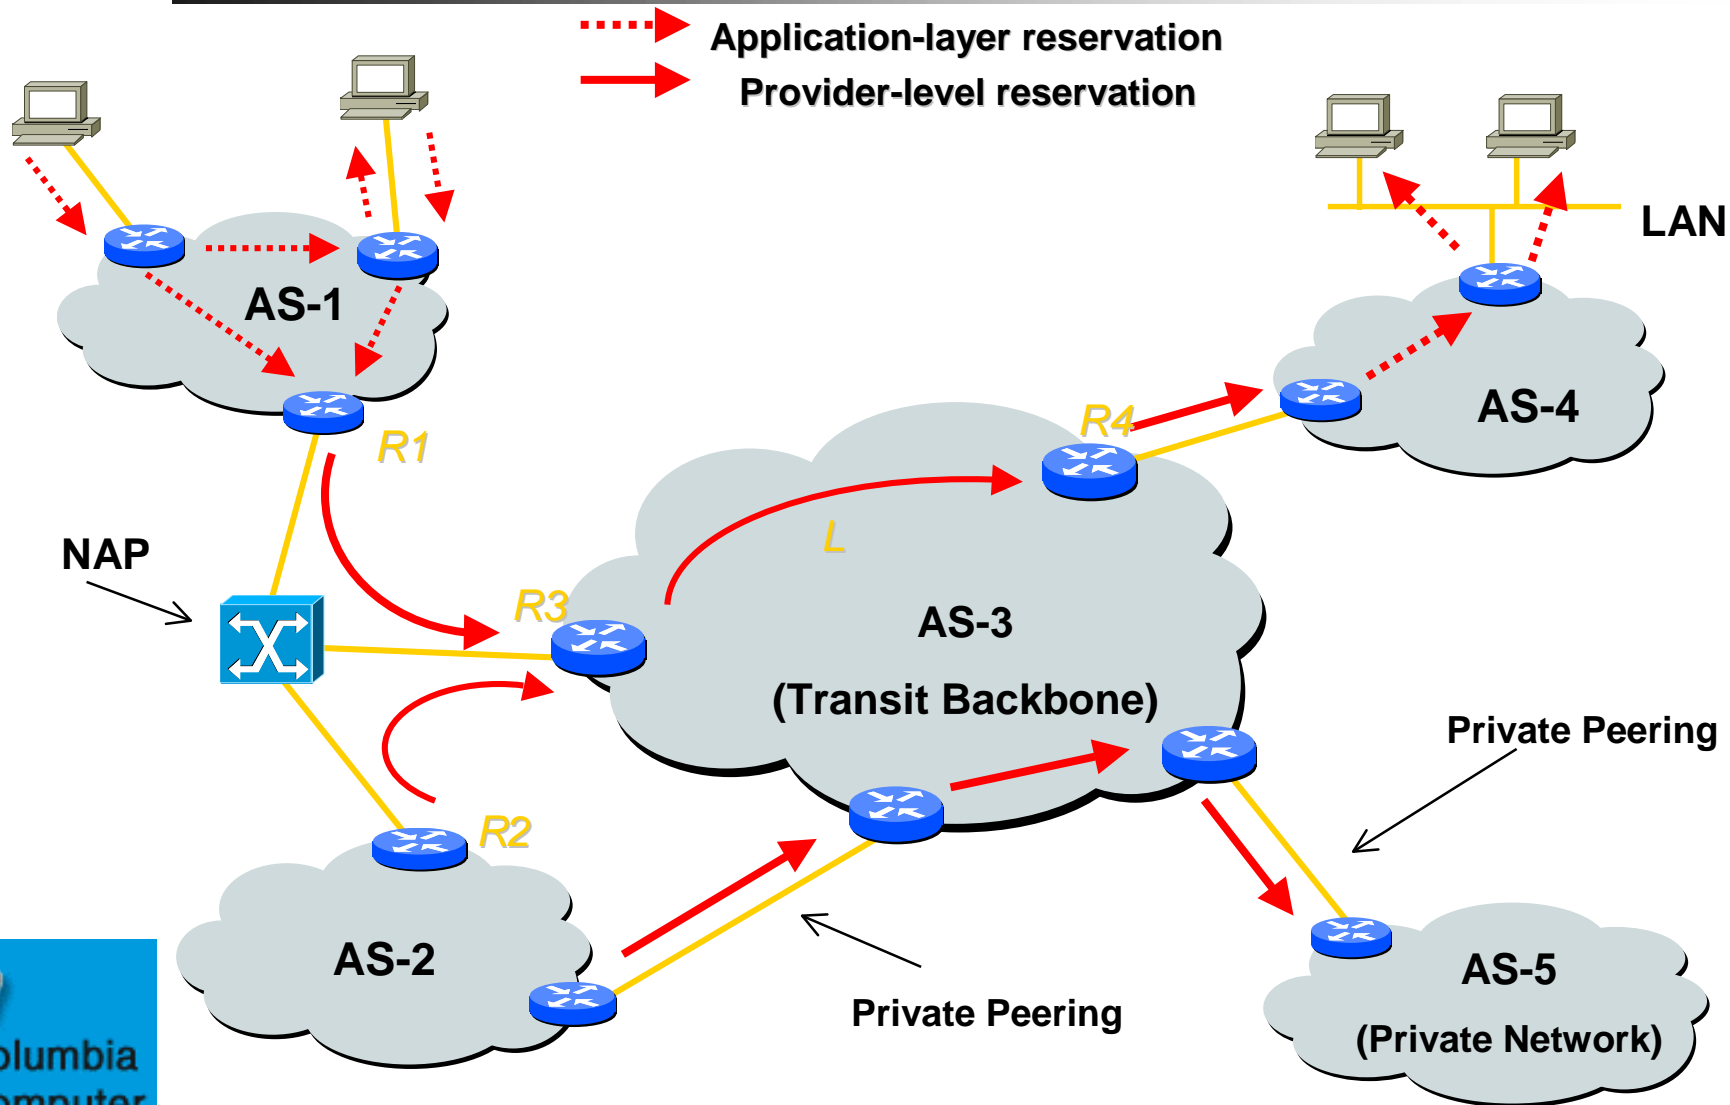 Application-layer reservation
Provider-level reservation
LAN
AS-1
AS-4
R1
R4
L
NAP
R3
AS-3
(Transit Backbone)
Private Peering
R2
AS-2
AS-5
Private Peering
(Private Network)
olumbia
omputer